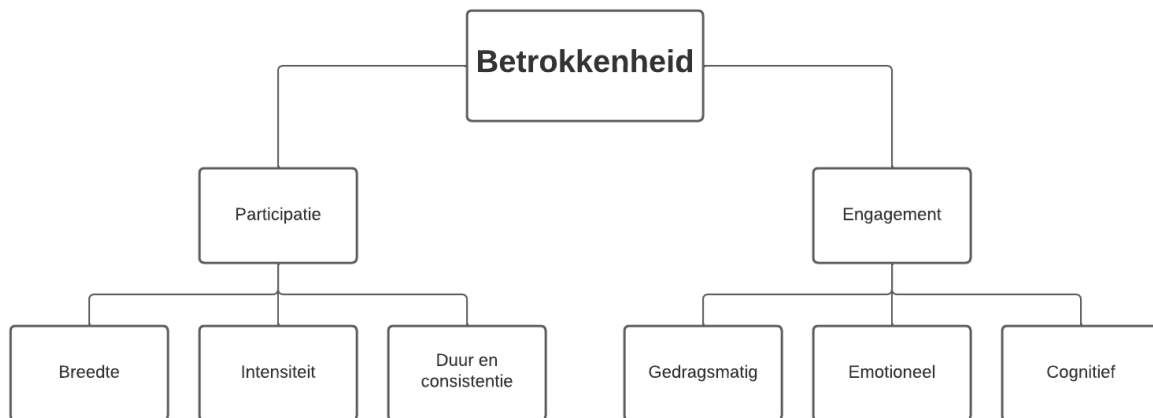 Betrokkenheid
Participatie
Engagement
Breedte
Intensiteit
Duur en
consistentie
Gedragsmatig
Emotioneel
Cognitief